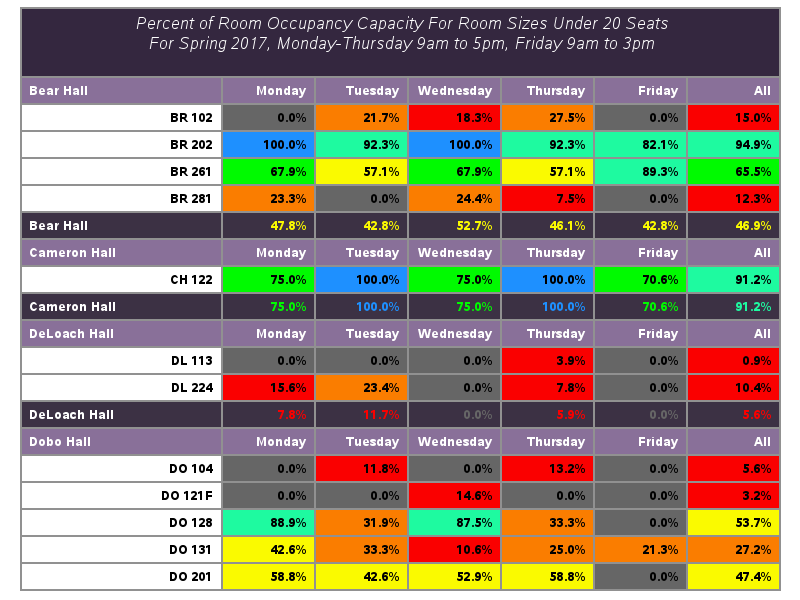 Percent of Room Occupancy Capacity For Room Sizes Under 20 Seats
For Spring 2017, Monday-Thursday 9am to 5pm, Friday 9am to 3pm
Bear Hall Monday Tuesday Wednesday Thursday Friday All
BR 102 0.0% 21.7% 18.3% 27.5% 0.0% 15.0%
BR 202 100.0% 92.3% 100.0% 92.3% 82.1% 94.9%
BR 261 67.9% 57.1% 67.9% 57.1% 89.3% 65.5%
BR 281 23.3% 0.0% 24.4% 7.5% 0.0% 12.3%
Bear Hall 47.8% 42.8% 52.7% 46.1% 42.8% 46.9%
Cameron Hall Monday Tuesday Wednesday Thursday Friday All
CH 122 75.0% 100.0% 75.0% 100.0% 70.6% 91.2%
Cameron Hall 75.0% 100.0% 75.0% 100.0% 70.6% 91.2%
DeLoach Hall Monday Tuesday Wednesday Thursday Friday All
DL 113 0.0% 0.0% 0.0% 3.9% 0.0% 0.9%
DL 224 15.6% 23.4% 0.0% 7.8% 0.0% 10.4%
DeLoach Hall 7.8% 11.7% 0.0% 5.9% 0.0% 5.6%
Dobo Hall Monday Tuesday Wednesday Thursday Friday All
DO 104 0.0% 11.8% 0.0% 13.2% 0.0% 5.6%
DO 121F 0.0% 0.0% 14.6% 0.0% 0.0% 3.2%
DO 128 88.9% 31.9% 87.5% 33.3% 0.0% 53.7%
DO 131 42.6% 33.3% 10.6% 25.0% 21.3% 27.2%
DO 201 58.8% 42.6% 52.9% 58.8% 0.0% 47.4%